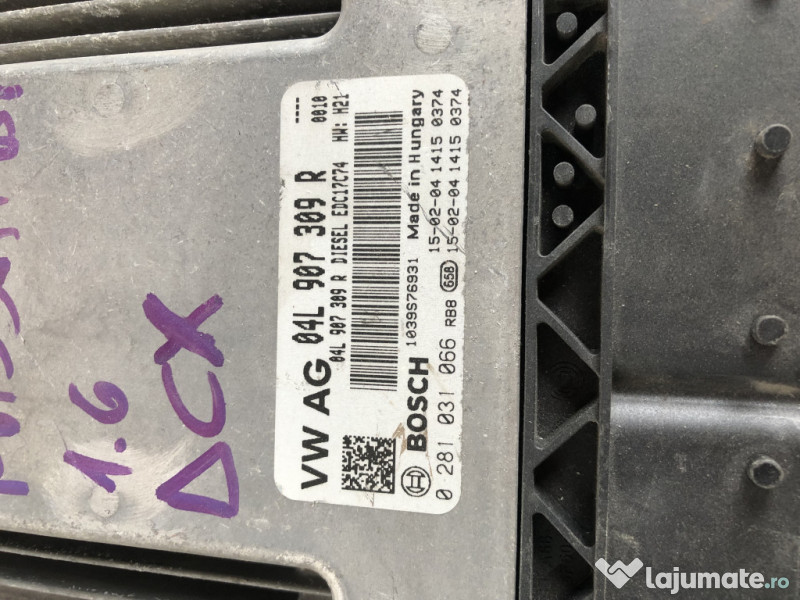 VW AG 04L 907 309 R ----
04L 907 309 R DIESEL EDC17C74 HW: H21 0010
BOSCH 1039S76931 Made in Hungary
0 281 031 066 RB8 658 15-02-04 1415 0374
15-02-04 1415 0374
1.6
DCX
lajumate.ro